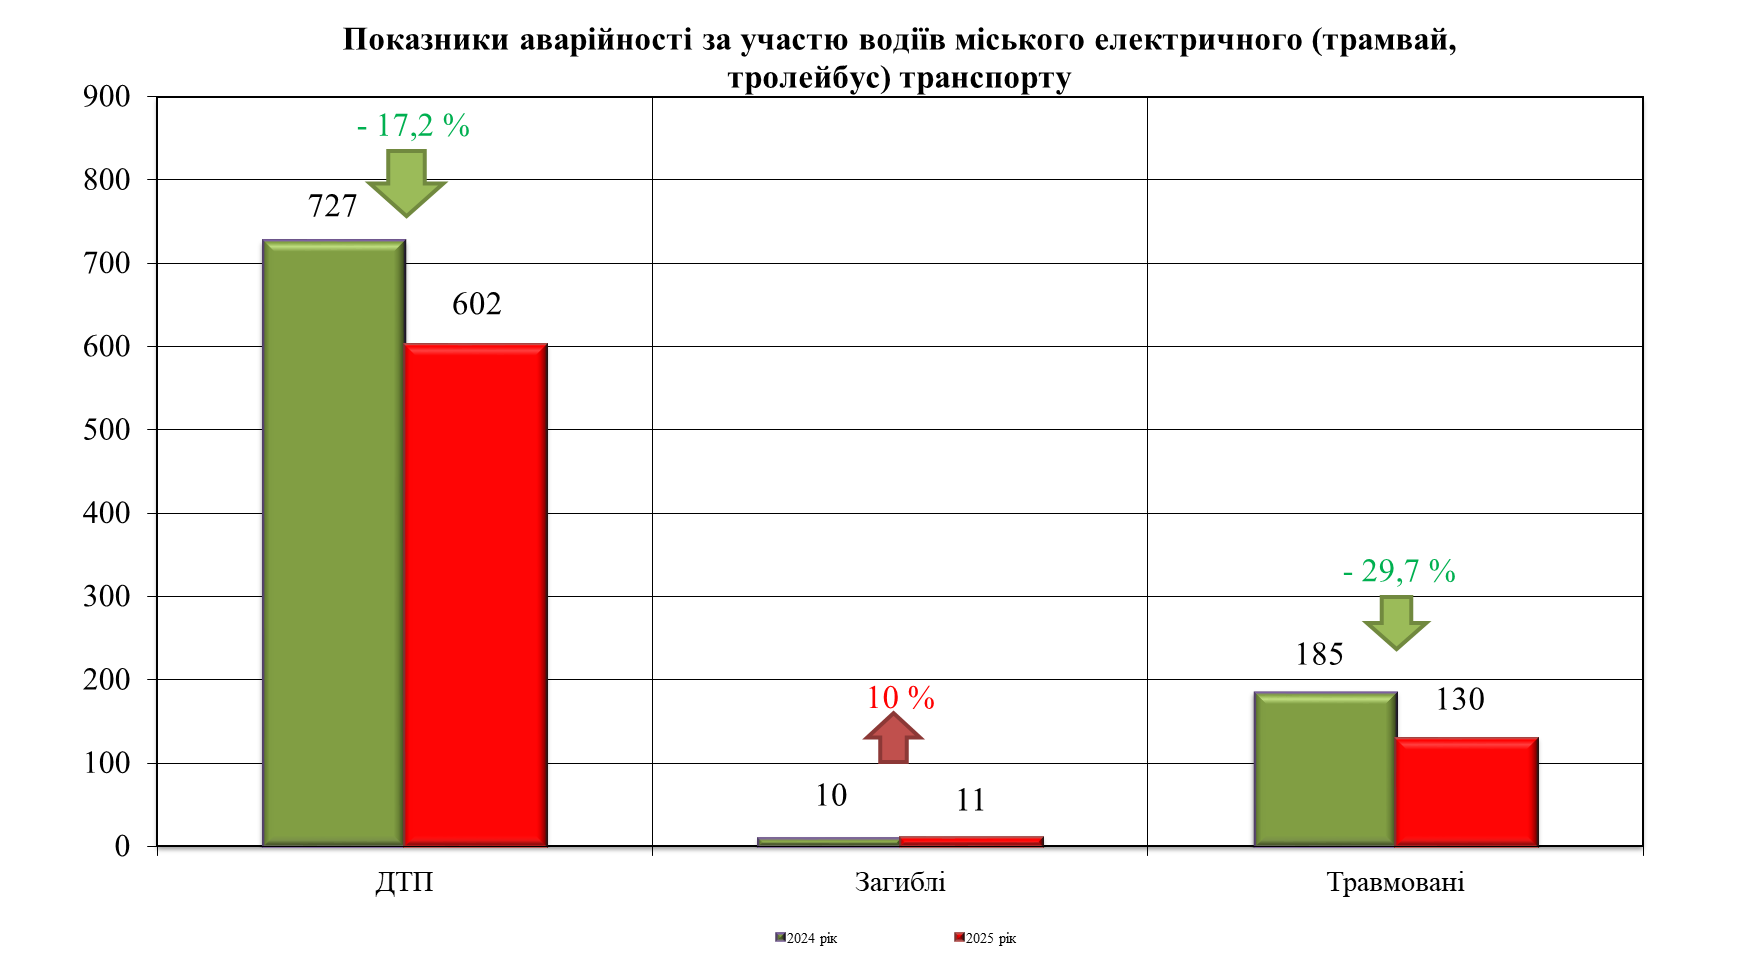 Показники аварійності за участю водіїв міського електричного (трамвай,
тролейбус) транспорту
900
800
700
600
500
400
300
200
100
0
- 17,2 %
727
602
10 %
10
11
- 29,7 %
185
130
ДТП
Загиблі
Травмовані
2024 рік
2025 рік